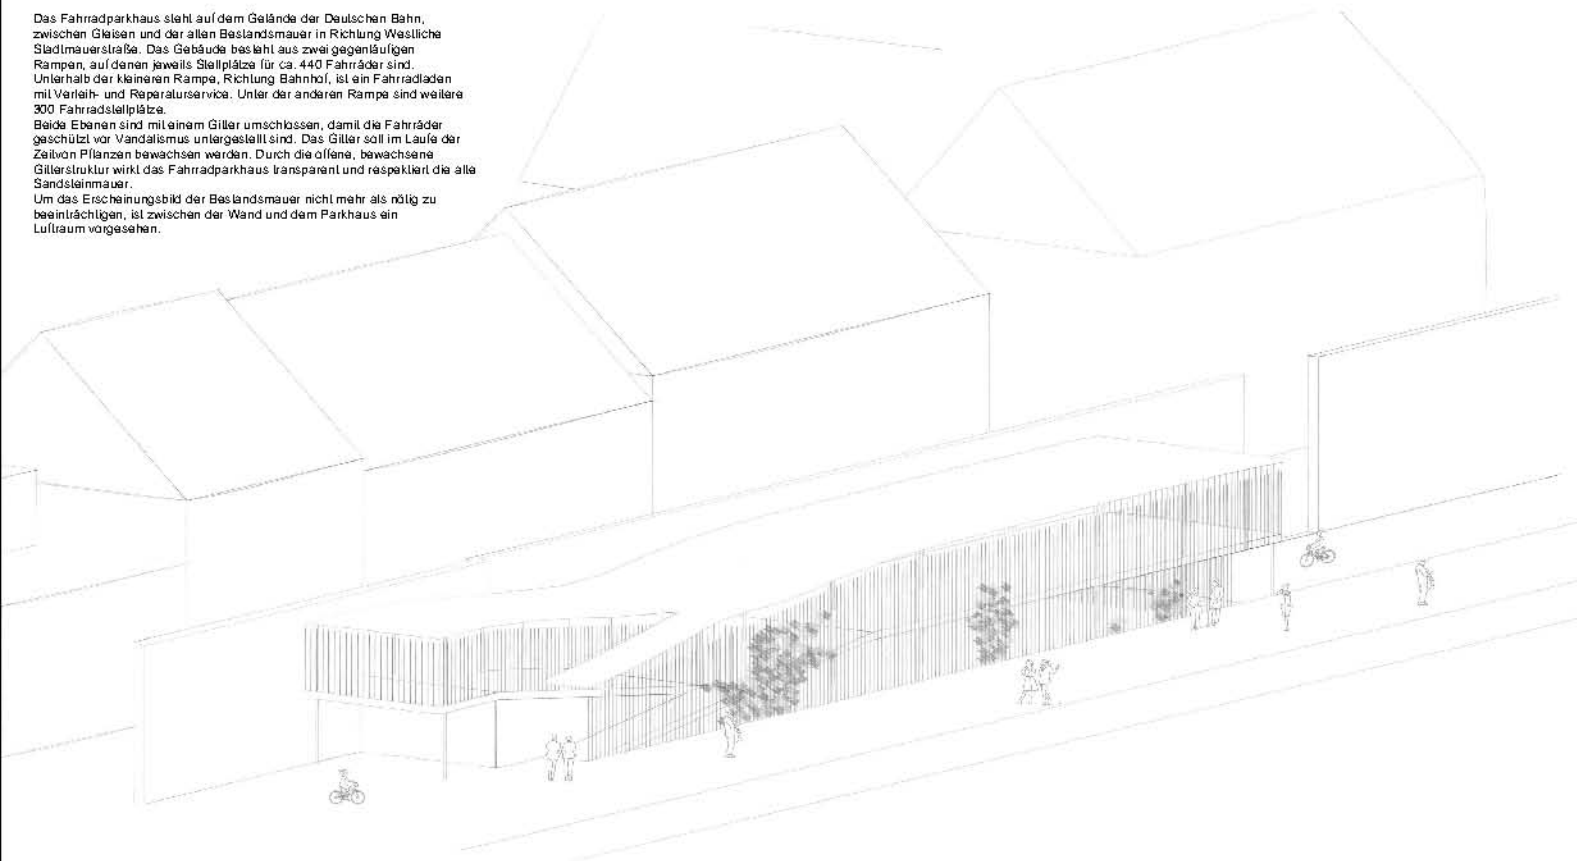 Das Fahrradparkhaus steht auf dem Gelände der Deutschen Bahn,
zwischen Gleisen und der alten Bestandsmauer in Richtung Westliche
Stadtmauerstraße. Das Gebäude besteht aus zwei gegenläufigen
Rampen, auf denen jeweils Stellplätze für ca. 440 Fahrräder sind.
Unterhalb der kleineren Rampe, Richtung Bahnhof, ist ein Fahrradladen
mit Verleih- und Reperaturservice. Unter der anderen Rampe sind weitere
300 Fahrradstellplätze.
Beide Ebenen sind mit einem Gitter umschlossen, damit die Fahrräder
geschützt vor Vandalismus untergestellt sind. Das Gitter soll im Laufe der
Zeit von Pflanzen bewachsen werden. Durch die offene, bewachsene
Gitterstruktur wirkt das Fahrradparkhaus transparent und respektiert die alte
Sandsteinmauer.
Um das Erscheinungsbild der Bestandsmauer nicht mehr als nötig zu
beeinträchtigen, ist zwischen der Wand und dem Parkhaus ein
Luftraum vorgesehen.